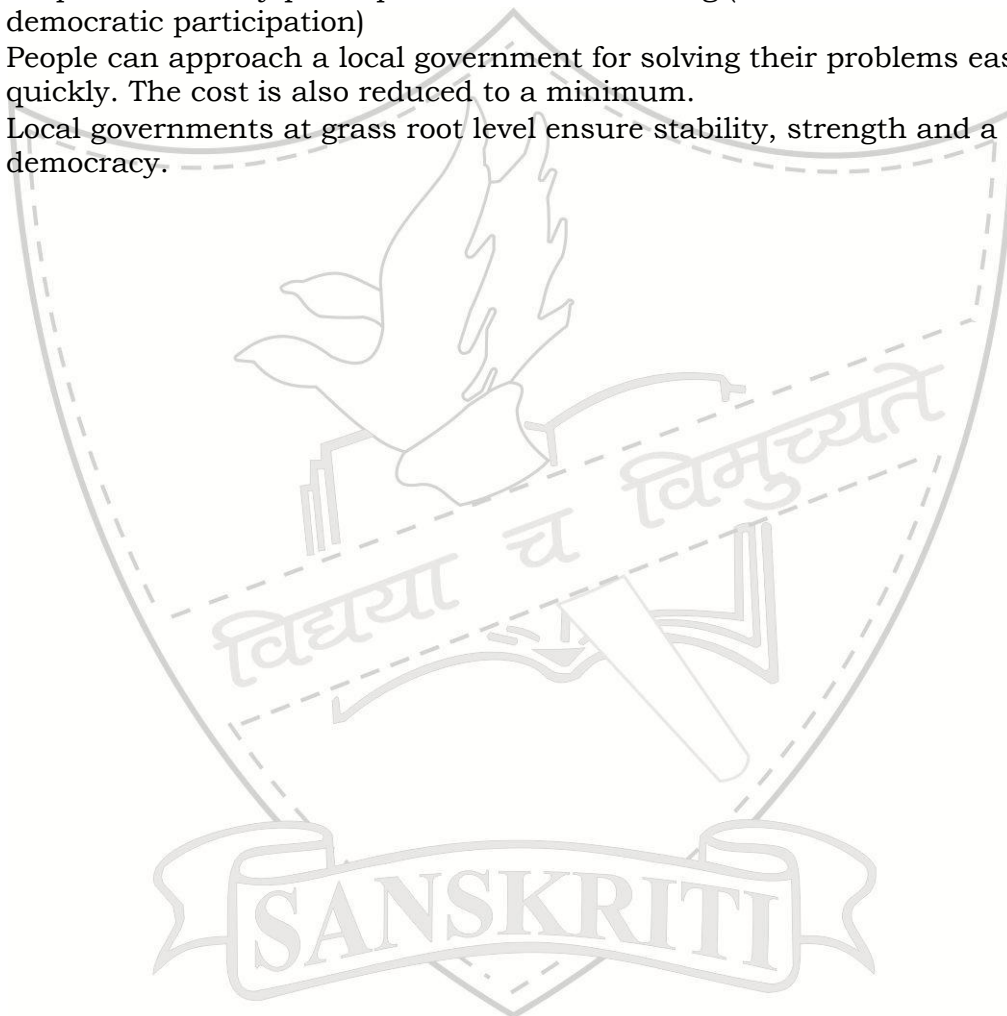 democratic participation)
People can approach a local government for solving their problems
quickly. The cost is also reduced to a minimum.
Local governments at grass root level ensure stability, strength and a
democracy.
विद्यया च विमुच्यते
SANSKRITI